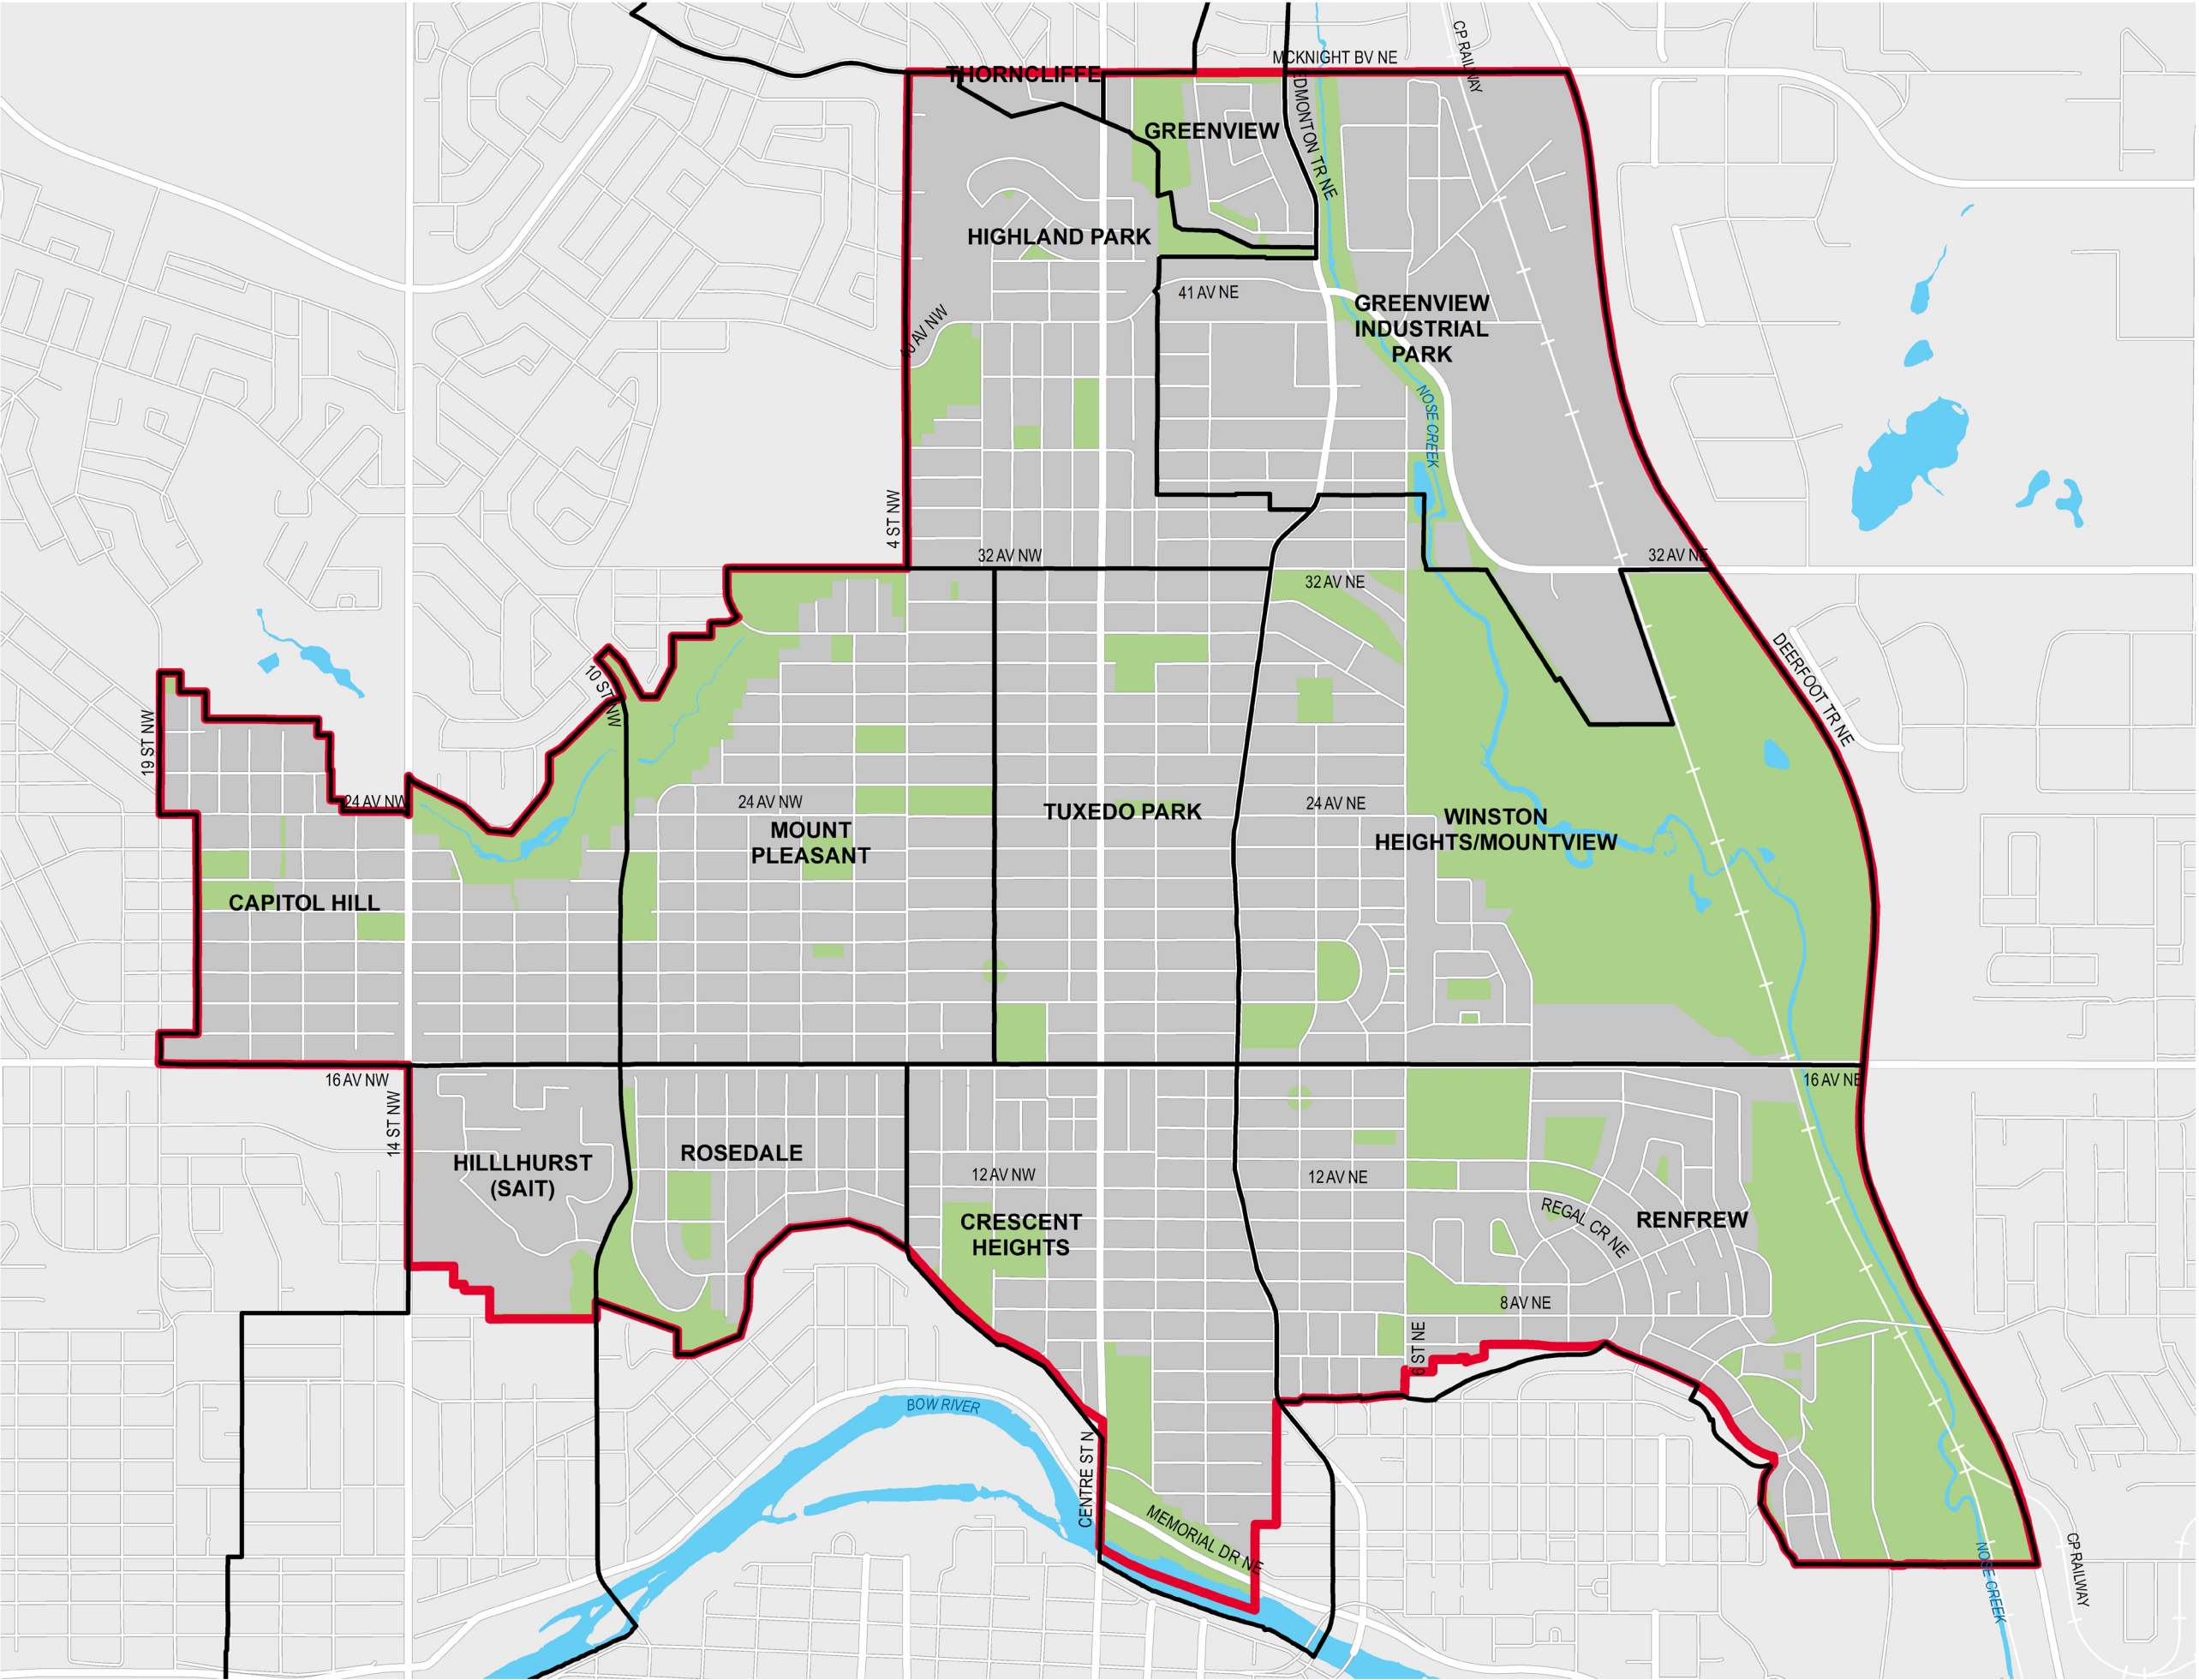 CP RAILWAY
MCKNIGHT BV NE
THORNCLIFFE
EDMONTON TR NE
GREENVIEW
HIGHLAND PARK
41 AV NE
GREENVIEW
INDUSTRIAL
PARK
40 AV NW
NOSE CREEK
4 ST NW
32 AV NW
32 AV NE
32 AV NE
10 ST NW
DEERFOOT TR NE
19 ST NW
24 AV NW
24 AV NW
24 AV NE
TUXEDO PARK
MOUNT
PLEASANT
WINSTON
HEIGHTS/MOUNTVIEW
CAPITOL HILL
16 AV NW
16 AV NE
14 ST NW
HILLLHURST
(SAIT)
ROSEDALE
12 AV NW
12 AV NE
CRESCENT
HEIGHTS
REGAL CR NE
RENFREW
8 AV NE
6 ST NE
BOW RIVER
CENTRE ST N
MEMORIAL DR NE
NOSE CREEK
CP RAILWAY